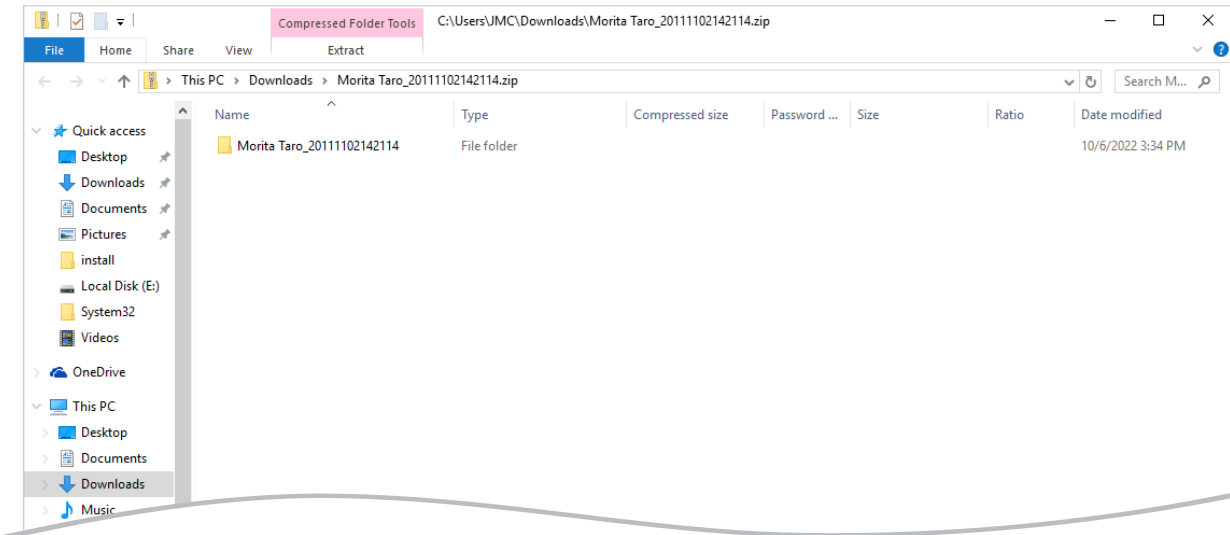 Compressed Folder Tools C:\Users\JMC\Downloads\Morita Taro_20111102142114.zip
File Home Share View Extract
This PC > Downloads > Morita Taro_20111102142114.zip Search M...
Name Type Compressed size Password ... Size Ratio Date modified
Morita Taro_20111102142114 File folder 10/6/2022 3:34 PM
Quick access
Desktop
Downloads
Documents
Pictures
install
Local Disk (E:)
System32
Videos
OneDrive
This PC
Desktop
Documents
Downloads
Music